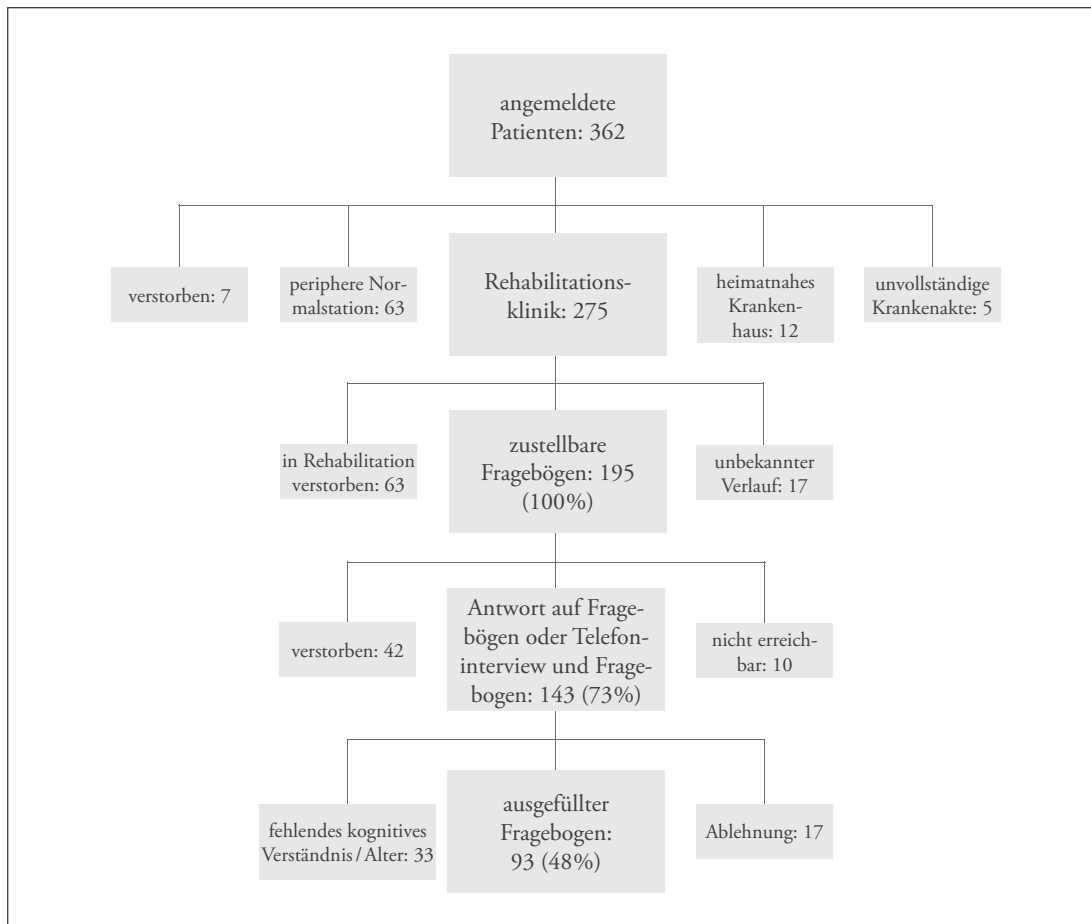 angemeldete
Patienten: 362
verstorben: 7
periphere Nor-
malstation: 63
Rehabilitations-
klinik: 275
heimatnahes
Kranken-
haus: 12
unvollständige
Krankenakte: 5
in Rehabilitation
verstorben: 63
zustellbare
Fragebögen: 195
(100%)
unbekannter
Verlauf: 17
verstorben: 42
Antwort auf Frage-
bögen oder Telefon-
interview und Frage-
bogen: 143 (73%)
nicht erreich-
bar: 10
fehlendes kognitives
Verständnis / Alter: 33
ausgefüllter
Fragebogen:
93 (48%)
Ablehnung: 17